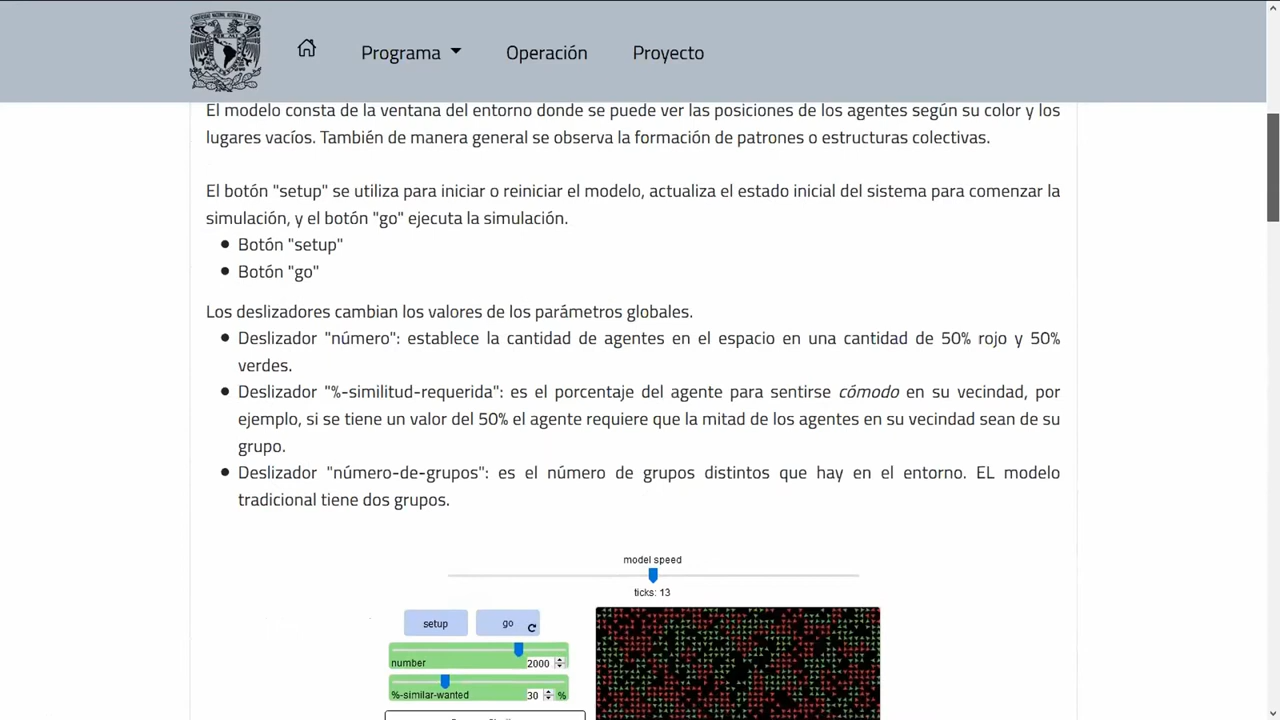 Programa
Operación
Proyecto
El modelo consta de la ventana del entorno donde se puede ver las posiciones de los agentes según su color y los
lugares vacíos. También de manera general se observa la formación de patrones o estructuras colectivas.
El botón "setup" se utiliza para iniciar o reiniciar el modelo, actualiza el estado inicial del sistema para comenzar la
simulación, y el botón "go" ejecuta la simulación.
Botón "setup"
Botón "go"
Los deslizadores cambian los valores de los parámetros globales.
Deslizador "número": establece la cantidad de agentes en el espacio en una cantidad de 50% rojo y 50%
verdes.
Deslizador "%-similitud-requerida": es el porcentaje del agente para sentirse cómodo en su vecindad, por
ejemplo, si se tiene un valor del 50% el agente requiere que la mitad de los agentes en su vecindad sean de su
grupo.
Deslizador "número-de-grupos": es el número de grupos distintos que hay en el entorno. EL modelo
tradicional tiene dos grupos.
model speed
ticks: 13
setup
go
number 2000
%-similar-wanted 30 %